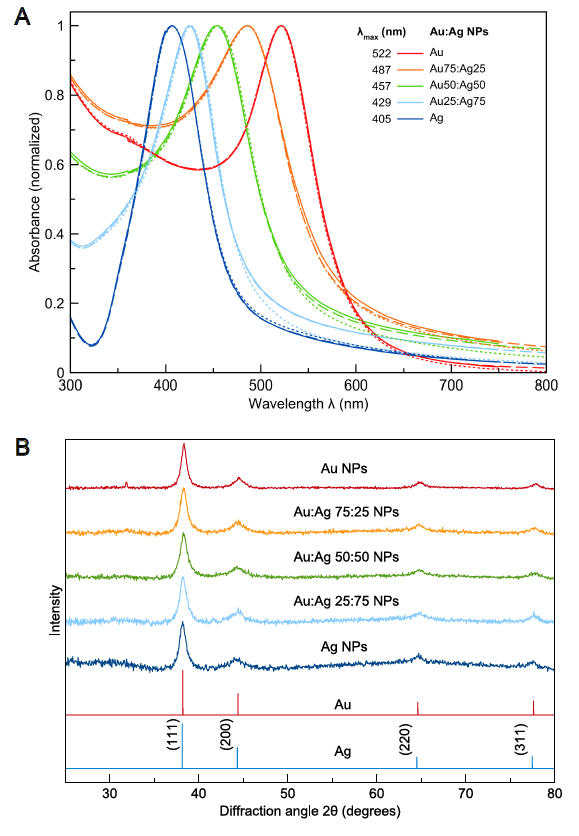 A
λmax (nm) Au:Ag NPs
522 Au
487 Au75:Ag25
457 Au50:Ag50
429 Au25:Ag75
405 Ag
Absorbance (normalized)
1
0.8
0.6
0.4
0.2
0
300 400 500 600 700 800
Wavelength λ (nm)
B
Au NPs
Au:Ag 75:25 NPs
Au:Ag 50:50 NPs
Au:Ag 25:75 NPs
Ag NPs
Intensity
Au
(111) (200) (220) (311)
Ag
30 40 50 60 70 80
Diffraction angle 2θ (degrees)